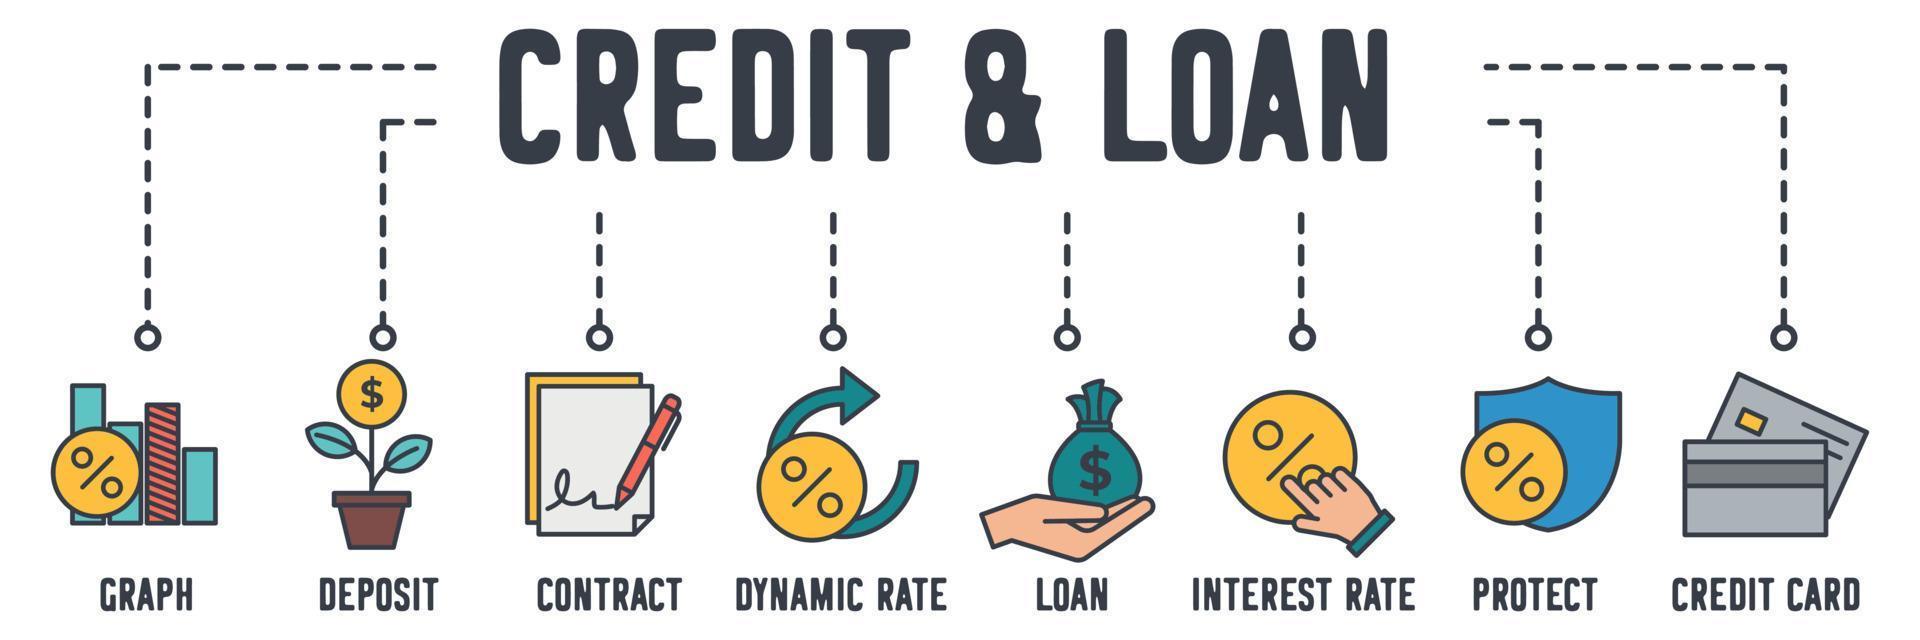 CREDIT & LOAN
$
%
%
$
%
%
GRAPH
DEPOSIT
CONTRACT
DYNAMIC RATE
LOAN
INTEREST RATE
PROTECT
CREDIT CARD